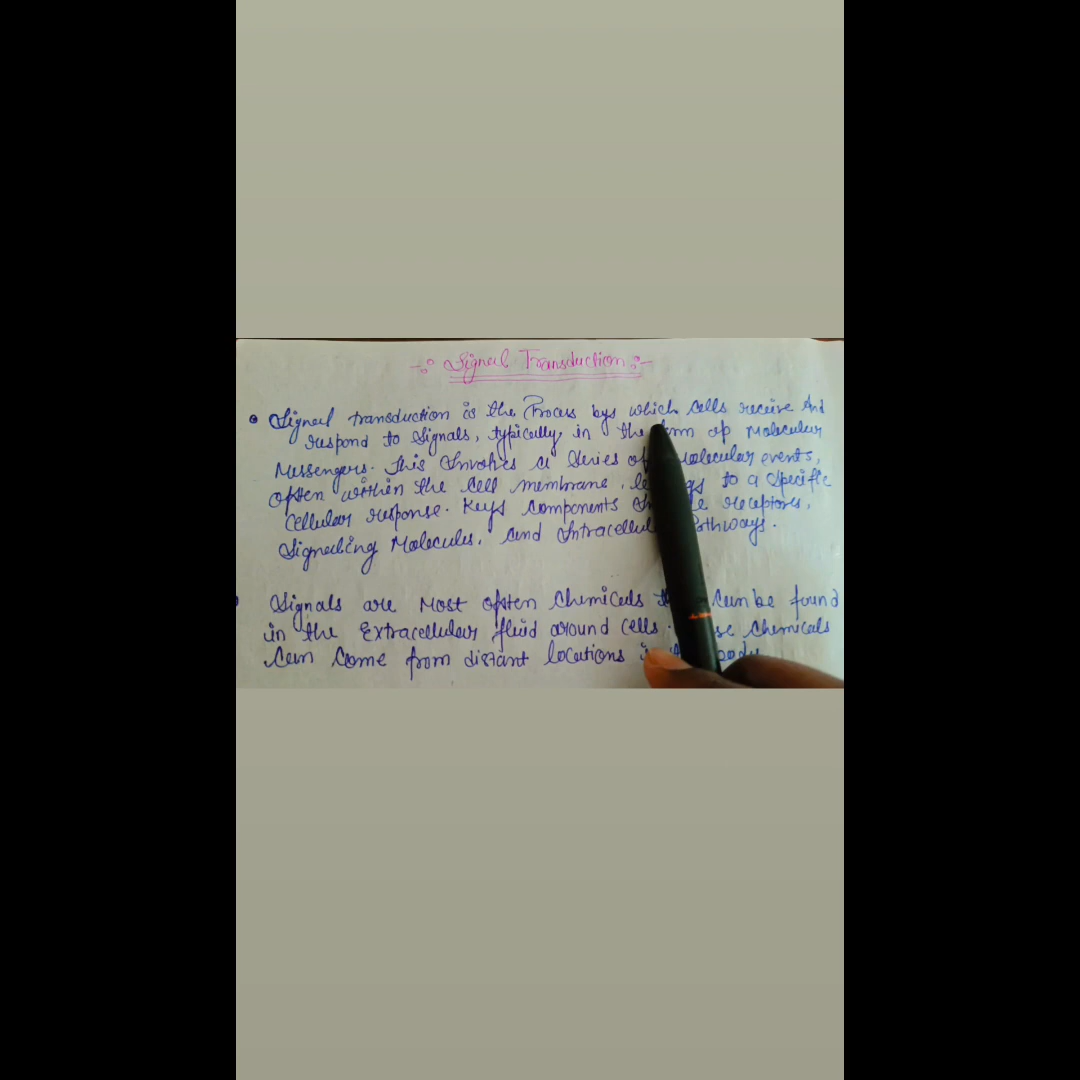 Signal Transduction
Signal transduction is the Process by which cells receive And
respond to signals, typically, in the form of Molecular
Messengers. This Involves a Series of molecular events,
often within the cell membrane, to a Specific
Cellular response. Keys components receptors,
Signaling Molecules, and Intracellular Pathways.
Signals are Most often Chemicals can be found
in the Extracellular fluid around cells. Chemicals
Can Come from distant locations body